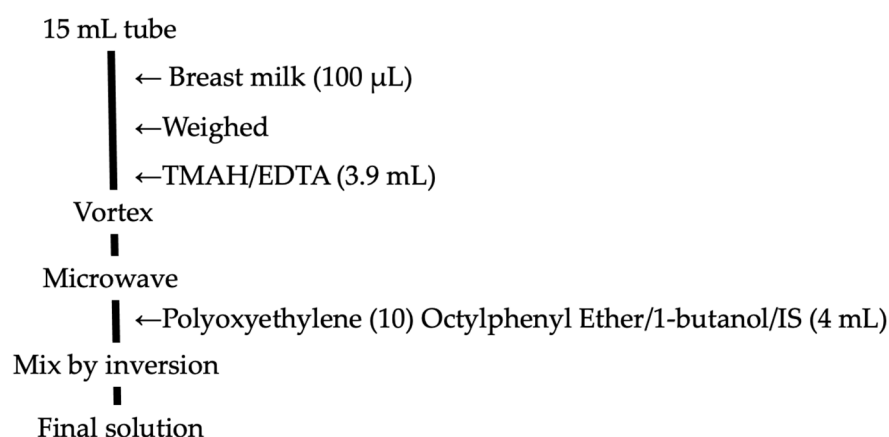 15 mL tube
← Breast milk (100 μL)
←Weighed
←TMAH/EDTA (3.9 mL)
Vortex
Microwave
←Polyoxyethylene (10) Octylphenyl Ether/1-butanol/IS (4 mL)
Mix by inversion
Final solution